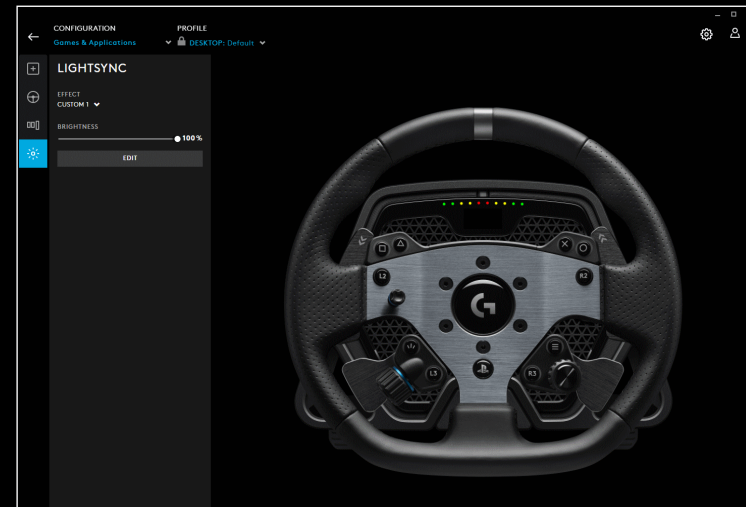 CONFIGURATION
PROFILE
Games & Applications
DESKTOP: Default
LIGHTSYNC
EFFECT
CUSTOM 1
BRIGHTNESS
100%
EDIT
L2
R2
G
L3
R3